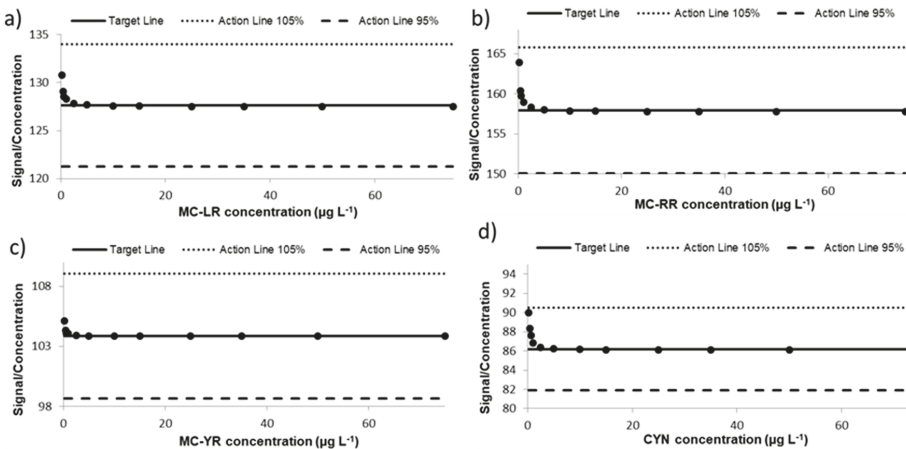 a)
Target Line Action Line 105% Action Line 95%
135
130
125
120
Signal/Concentration
0 20 40 60
MC-LR concentration (µg L-1)
b)
Target Line Action Line 105% Action Line 95%
165
160
155
150
Signal/Concentration
0 20 40 60
MC-RR concentration (µg L-1)
c)
Target Line Action Line 105% Action Line 95%
108
103
98
Signal/Concentration
0 20 40 60
MC-YR concentration (µg L-1)
d)
Target Line Action Line 105% Action Line 95%
94
92
90
88
86
84
82
80
Signal/Concentration
0 20 40 60
CYN concentration (µg L-1)